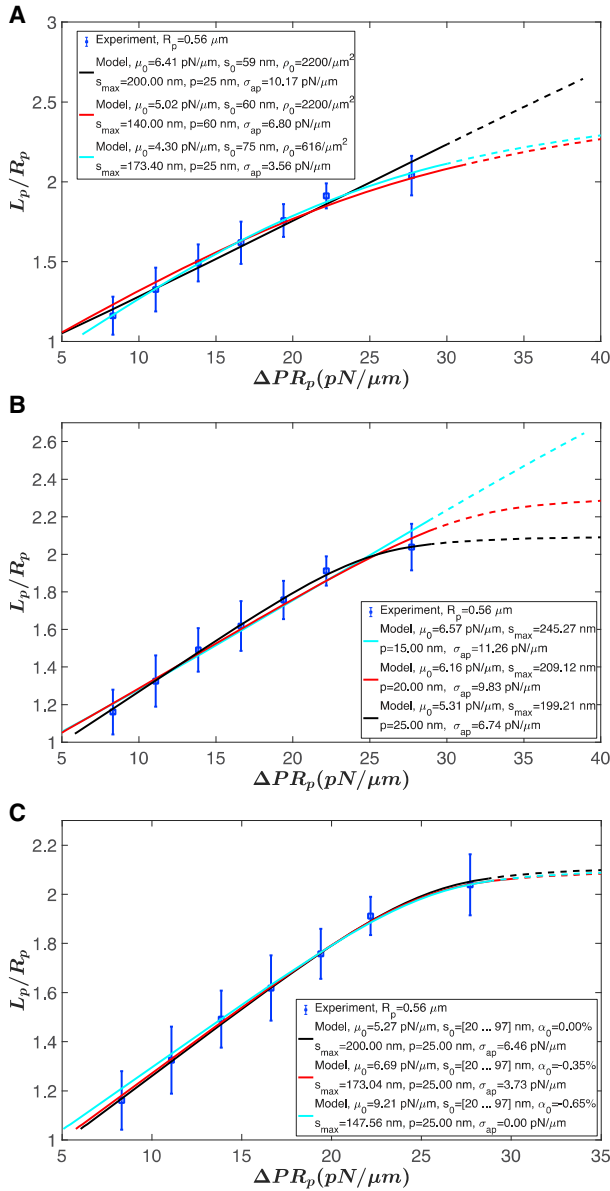 A
3
2.5
2
1.5
1
L_p/R_p
Experiment, R_p=0.56 μm
Model, μ_0=6.41 pN/μm, s_0=59 nm, ρ_0=2200/μm^2
s_max=200.00 nm, p=25 nm, σ_ap=10.17 pN/μm
Model, μ_0=5.02 pN/μm, s_0=60 nm, ρ_0=2200/μm^2
s_max=140.00 nm, p=60 nm, σ_ap=6.80 pN/μm
Model, μ_0=4.30 pN/μm, s_0=75 nm, ρ_0=616/μm^2
s_max=173.40 nm, p=25 nm, σ_ap=3.56 pN/μm
5 10 15 20 25 30 35 40
ΔPR_p(pN/μm)
B
2.6
2.4
2.2
2
1.8
1.6
1.4
1.2
1
L_p/R_p
Experiment, R_p=0.56 μm
Model, μ_0=6.57 pN/μm, s_max=245.27 nm
p=15.00 nm, σ_ap=11.26 pN/μm
Model, μ_0=6.16 pN/μm, s_max=209.12 nm
p=20.00 nm, σ_ap=9.83 pN/μm
Model, μ_0=5.31 pN/μm, s_max=199.21 nm
p=25.00 nm, σ_ap=6.74 pN/μm
5 10 15 20 25 30 35 40
ΔPR_p(pN/μm)
C
2.2
2
1.8
1.6
1.4
1.2
1
L_p/R_p
Experiment, R_p=0.56 μm
Model, μ_0=5.27 pN/μm, s_0=[20 ... 97] nm, α_0=0.00%
s_max=200.00 nm, p=25.00 nm, σ_ap=6.46 pN/μm
Model, μ_0=6.69 pN/μm, s_0=[20 ... 97] nm, α_0=-0.35%
s_max=173.04 nm, p=25.00 nm, σ_ap=3.73 pN/μm
Model, μ_0=9.21 pN/μm, s_0=[20 ... 97] nm, α_0=-0.65%
s_max=147.56 nm, p=25.00 nm, σ_ap=0.00 pN/μm
5 10 15 20 25 30 35
ΔPR_p(pN/μm)